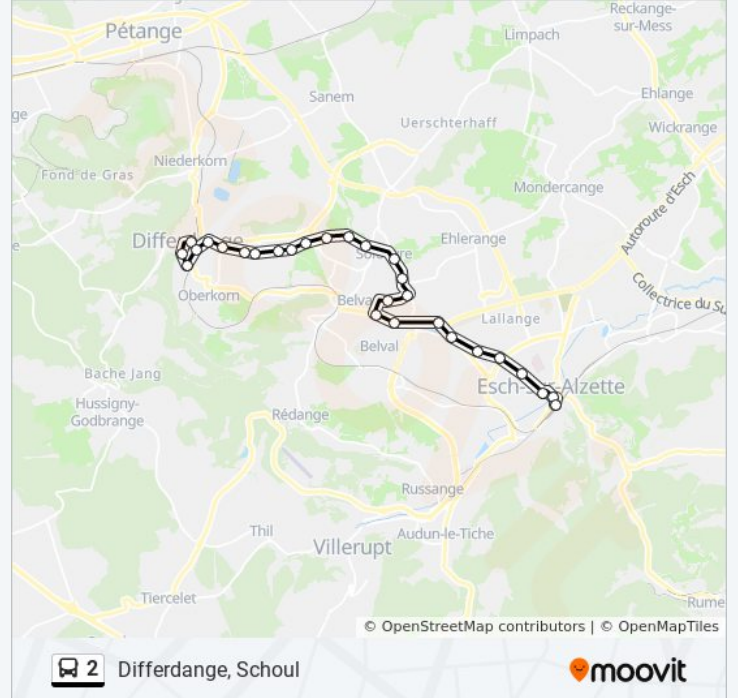 Reckange-
sur-Mess
Pétange
Limpach
Sanem
Ehlange
Uerschterhaff
Wickrange
Niederkorn
Fond de Gras
Mondercange
Autoroute d'Esch
Differdange
Ehlerange
Soleuvre
Collectrice du Su
Oberkorn
Belva
Lallange
Belval
Bache Jang
Esch-sur-Alzette
Hussigny-
Godbrange
Rédange
Russange
Thil
Audun-le-Tiche
Villerupt
Tiercelet
Rume
© OpenStreetMap contributors | © OpenMapTiles
2 Differdange, Schoul
moovit